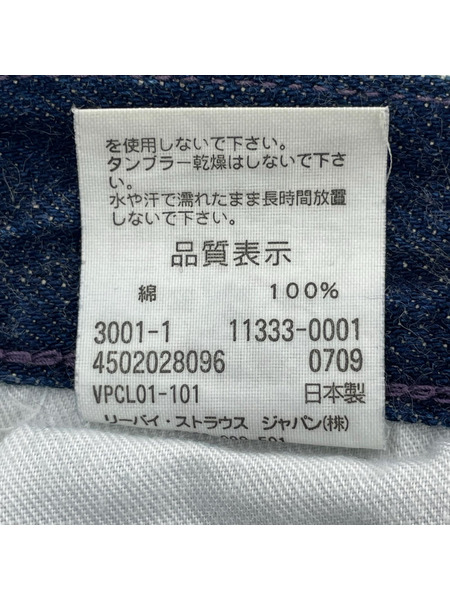 を使用しないで下さい。
タンブラー乾燥はしないで下さ
い。
水や汗で濡れたまま長時間放置
しないで下さい。
品質表示
綿 100%
3001-1 11333-0001
4502028096 0709
VPCL01-101 日本製
リーバイ・ストラウス ジャパン(株)